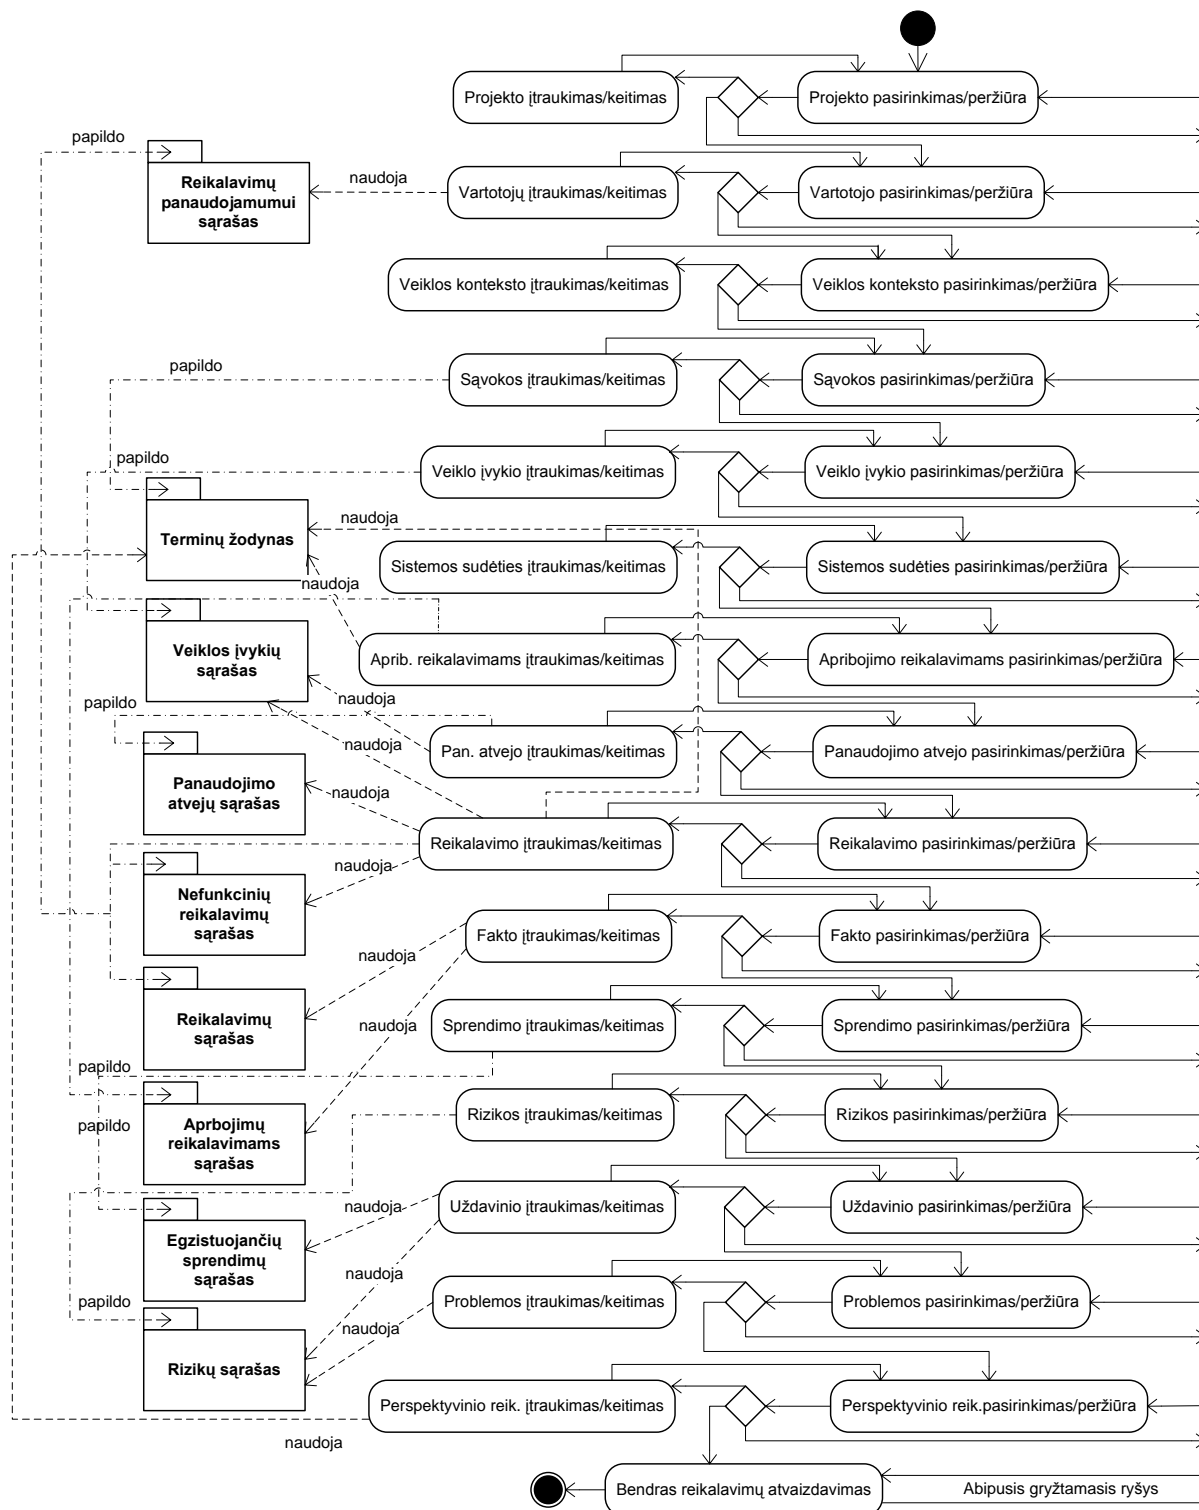 Projekto įtraukimas/keitimas
Projekto pasirinkimas/peržiūra
papildo
Reikalavimų
panaudojamumui
sąrašas
naudoja
Vartotojų įtraukimas/keitimas
Vartotojo pasirinkimas/peržiūra
Veiklos konteksto įtraukimas/keitimas
Veiklos konteksto pasirinkimas/peržiūra
papildo
Sąvokos įtraukimas/keitimas
Sąvokos pasirinkimas/peržiūra
papildo
Veiklo įvykio įtraukimas/keitimas
Veiklo įvykio pasirinkimas/peržiūra
naudoja
Terminų žodynas
Sistemos sudėties įtraukimas/keitimas
Sistemos sudėties pasirinkimas/peržiūra
naudoja
Veiklos įvykių
sąrašas
Aprib. reikalavimams įtraukimas/keitimas
Apribojimo reikalavimams pasirinkimas/peržiūra
papildo
naudoja
naudoja
Pan. atvejo įtraukimas/keitimas
Panaudojimo atvejo pasirinkimas/peržiūra
Panaudojimo
atvejų sąrašas
naudoja
Reikalavimo įtraukimas/keitimas
Reikalavimo pasirinkimas/peržiūra
naudoja
Nefunkcinių
reikalavimų
sąrašas
Fakto įtraukimas/keitimas
Fakto pasirinkimas/peržiūra
naudoja
Reikalavimų
sąrašas
naudoja
Sprendimo įtraukimas/keitimas
Sprendimo pasirinkimas/peržiūra
papildo
Aprbojimų
reikalavimams
sąrašas
papildo
Rizikos įtraukimas/keitimas
Rizikos pasirinkimas/peržiūra
naudoja
Uždavinio įtraukimas/keitimas
Uždavinio pasirinkimas/peržiūra
Egzistuojančių
sprendimų
sąrašas
naudoja
papildo
Problemos įtraukimas/keitimas
Problemos pasirinkimas/peržiūra
naudoja
Rizikų sąrašas
Perspektyvinio reik. įtraukimas/keitimas
Perspektyvinio reik.pasirinkimas/peržiūra
naudoja
Bendras reikalavimų atvaizdavimas
Abipusis gryžtamasis ryšys